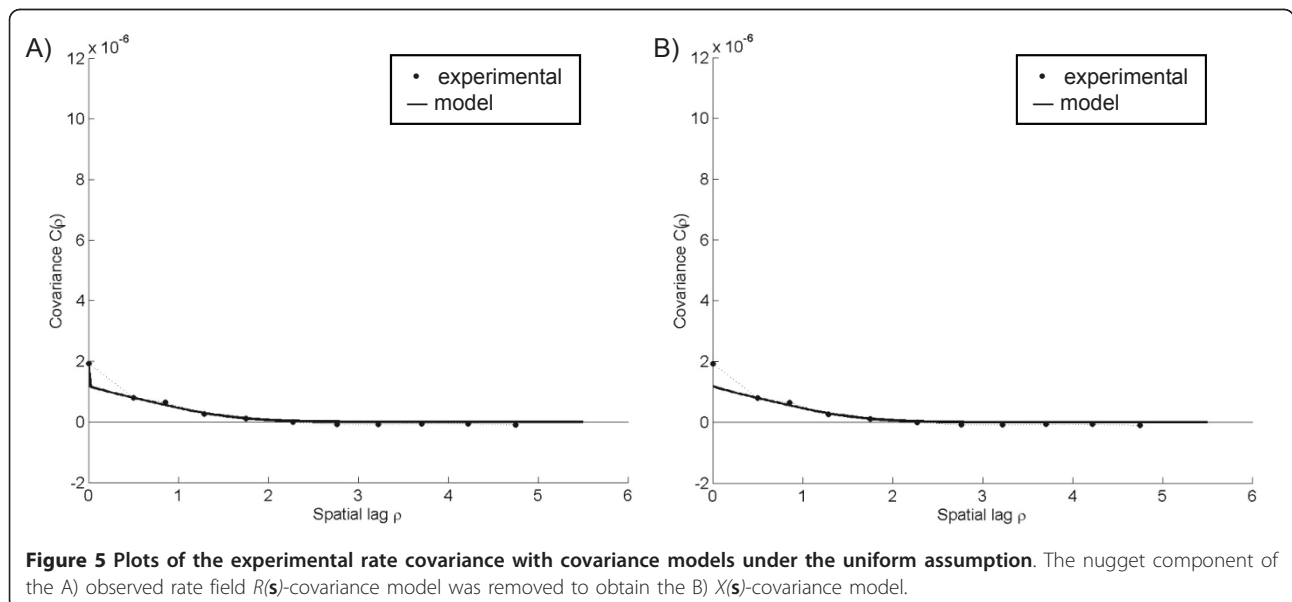 A)
× 10⁻⁶
12
10
8
6
4
2
0
-2
Covariance C(ρ)
0 1 2 3 4 5 6
Spatial lag ρ
• experimental
— model
B)
× 10⁻⁶
12
10
8
6
4
2
0
-2
Covariance C(ρ)
0 1 2 3 4 5 6
Spatial lag ρ
• experimental
— model
Figure 5 Plots of the experimental rate covariance with covariance models under the uniform assumption. The nugget component of
the A) observed rate field R(s)-covariance model was removed to obtain the B) X(s)-covariance model.